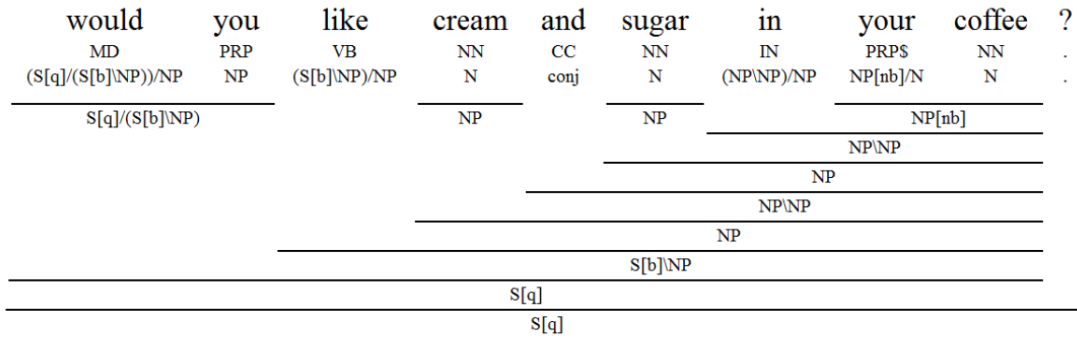 would you like cream and sugar in your coffee ?
MD PRP VB NN CC NN IN PRP$ NN .
(S[q]/(S[b]\NP))/NP NP (S[b]\NP)/NP N conj N (NP\NP)/NP NP[nb]/N N .
S[q]/(S[b]\NP) NP NP NP[nb]
NP\NP
NP
NP\NP
NP
S[b]\NP
S[q]
S[q]